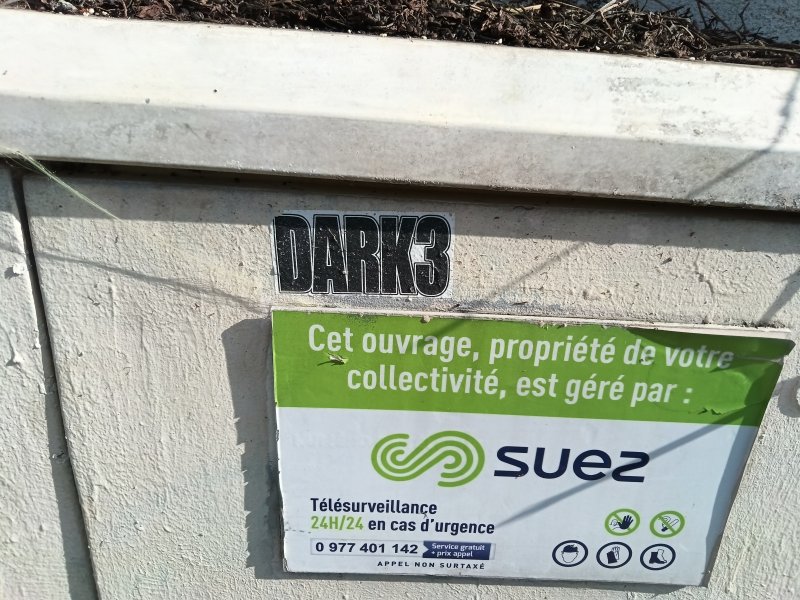 DARK3
Cet ouvrage, propriété de votre
collectivité, est géré par :
suez
Télésurveillance
24H/24 en cas d'urgence
0 977 401 142 Service gratuit
+ prix appel
APPEL NON SURTAXÉ